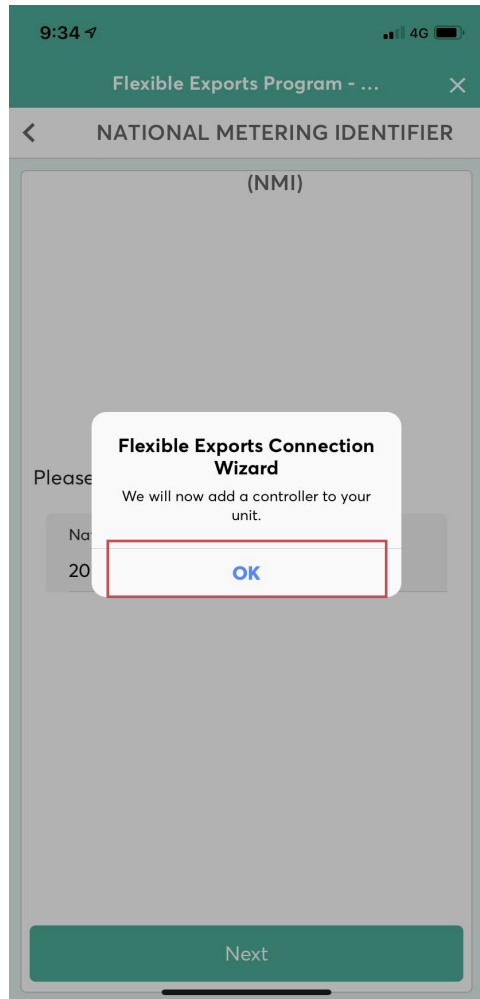 9:34
4G
Flexible Exports Program - ...
NATIONAL METERING IDENTIFIER
(NMI)
Flexible Exports Connection
Wizard
Please
We will now add a controller to your
unit.
Na
20
OK
Next